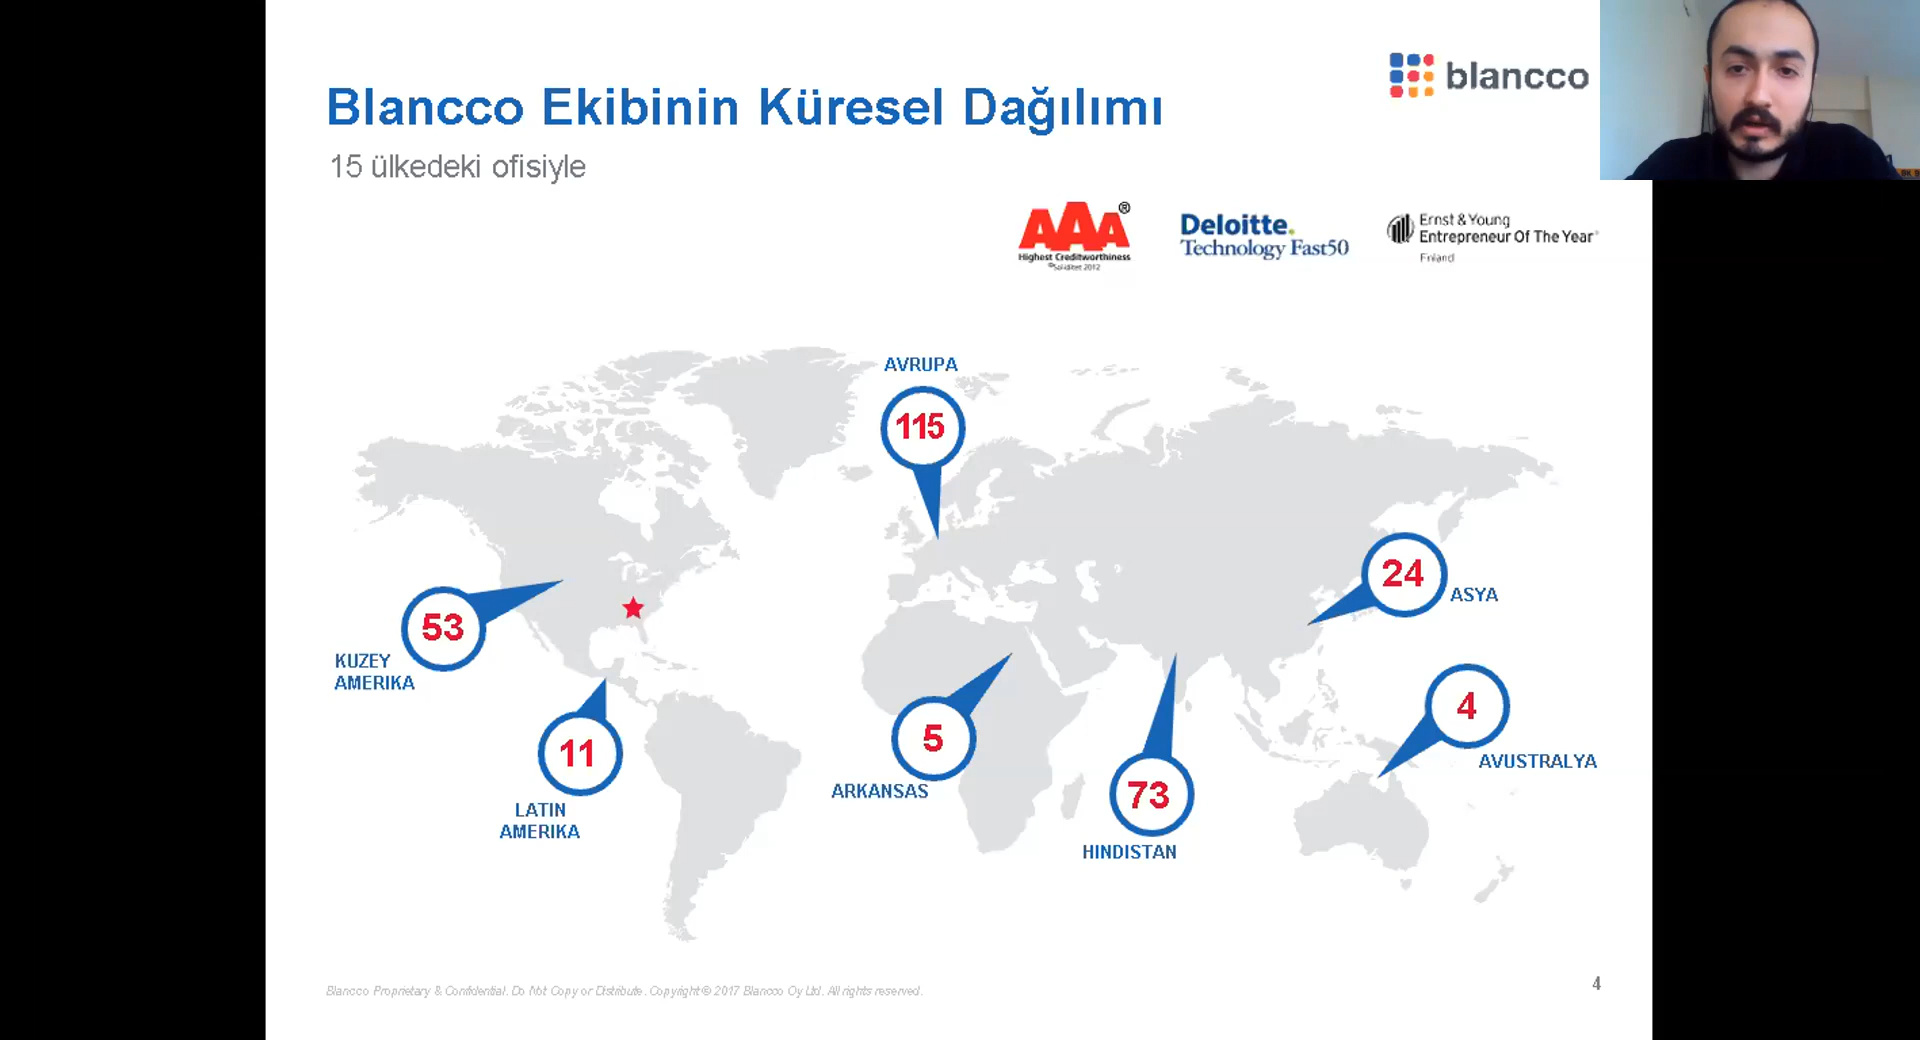 Blancco Ekibinin Küresel Dağılımı
15 ülkedeki ofisiyle
blancco
AAA®
Highest Creditworthiness
©Soliditet 2012
Deloitte.
Technology Fast50
Ernst & Young
Entrepreneur Of The Year®
Finland
AVRUPA
115
24
ASYA
53
KUZEY
AMERIKA
4
AVUSTRALYA
11
LATIN
AMERIKA
5
ARKANSAS
73
HINDISTAN
Blancco Proprietary & Confidential. Do Not Copy or Distribute. Copyright © 2017 Blancco Oy Ltd. All rights reserved.
4